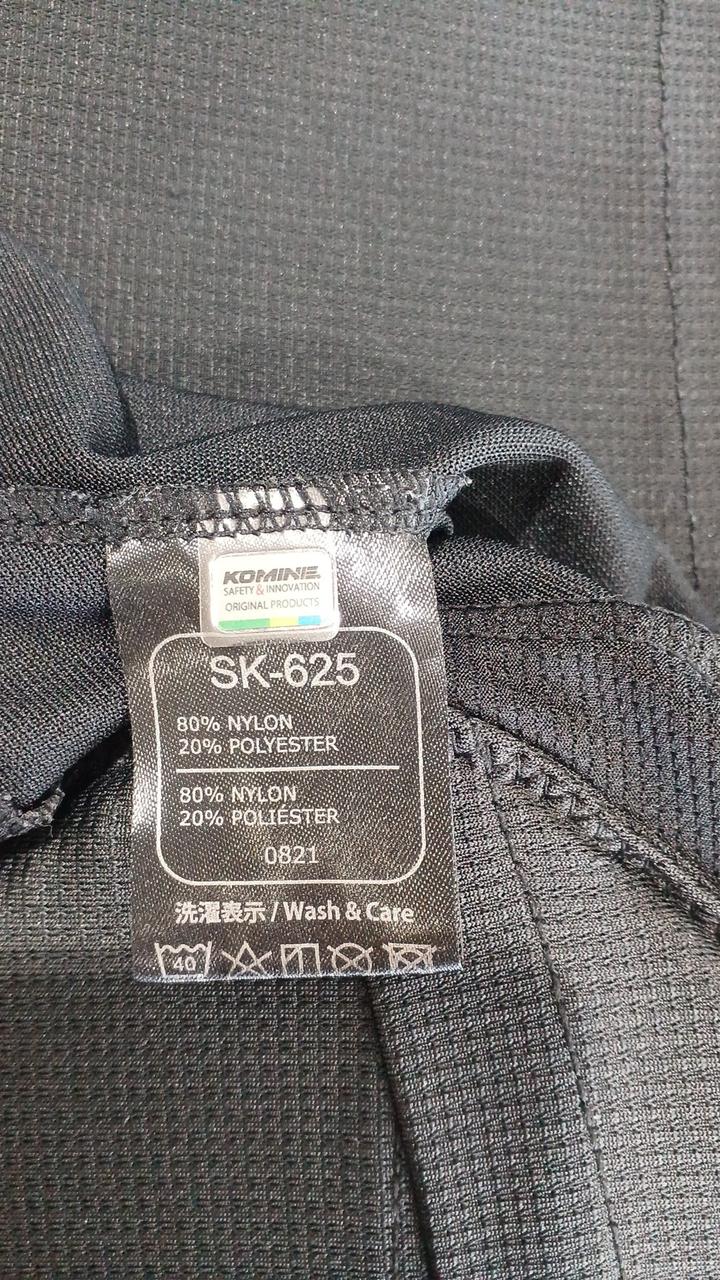 KOMINE
SAFETY & INNOVATION
ORIGINAL PRODUCTS
SK-625
80% NYLON
20% POLYESTER
80% NYLON
20% POLIESTER
0821
洗濯表示 / Wash & Care
40